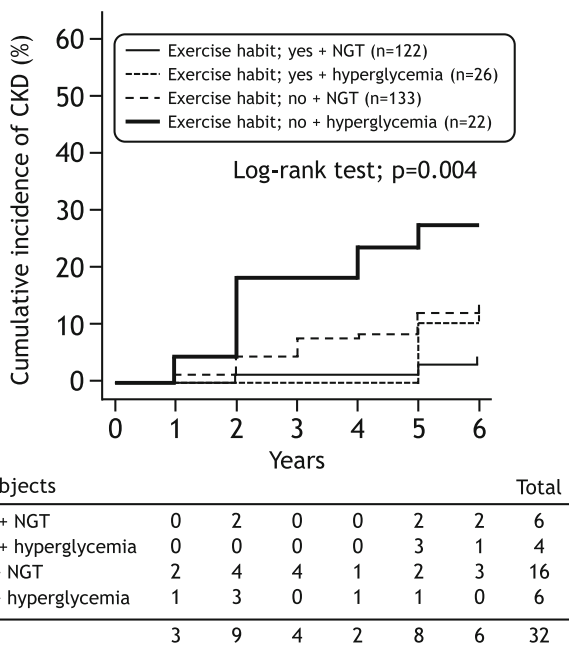 60
50
40
30
20
10
0
Cumulative incidence of CKD (%)
Exercise habit; yes + NGT (n=122)
Exercise habit; yes + hyperglycemia (n=26)
Exercise habit; no + NGT (n=133)
Exercise habit; no + hyperglycemia (n=22)
Log-rank test; p=0.004
0 1 2 3 4 5 6
Years
bjects Total
+ NGT 0 2 0 0 2 2 6
+ hyperglycemia 0 0 0 0 3 1 4
NGT 2 4 4 1 2 3 16
hyperglycemia 1 3 0 1 1 0 6
3 9 4 2 8 6 32